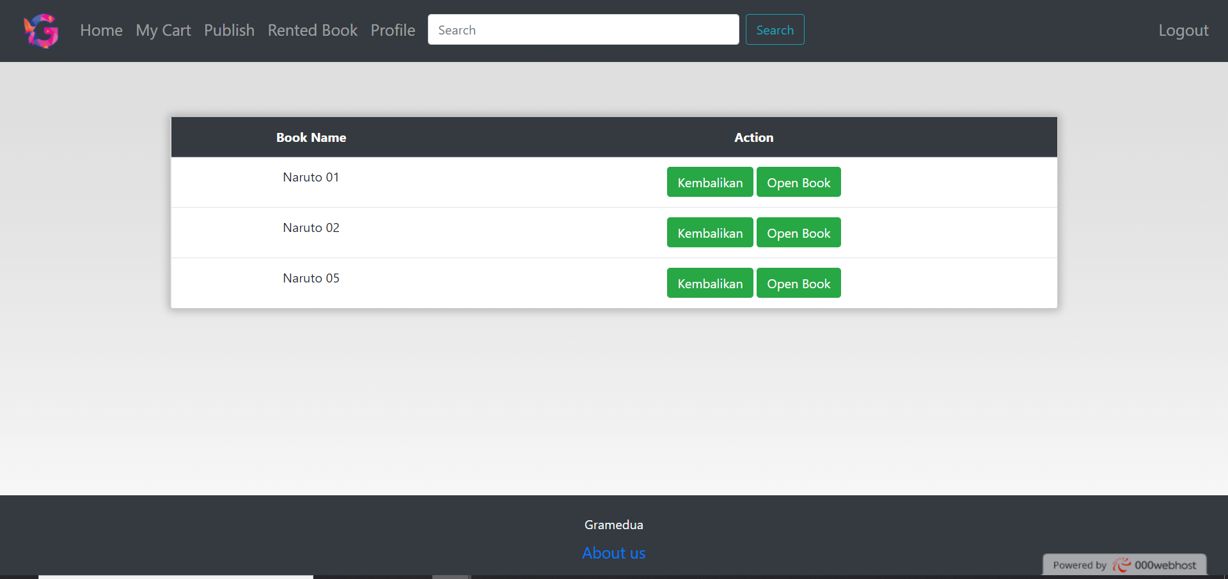 Home My Cart Publish Rented Book Profile Search Search Logout
Book Name Action
Naruto 01 Kembalikan Open Book
Naruto 02 Kembalikan Open Book
Naruto 05 Kembalikan Open Book
Gramedua
About us
Powered by 000webhost